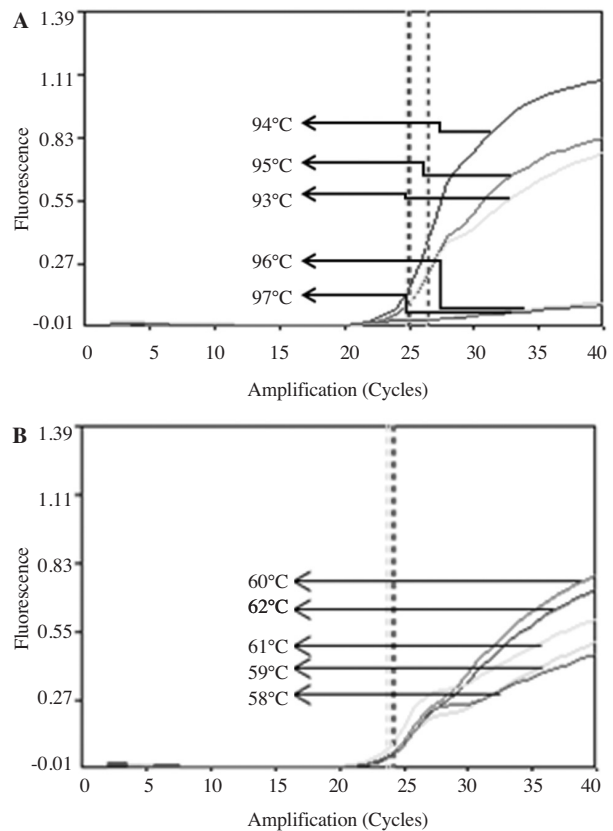 A
1.39
1.11
0.83
0.55
0.27
-0.01
Fluorescence
94°C
95°C
93°C
96°C
97°C
0 5 10 15 20 25 30 35 40
Amplification (Cycles)
B
1.39
1.11
0.83
0.55
0.27
-0.01
Fluorescence
60°C
62°C
61°C
59°C
58°C
0 5 10 15 20 25 30 35 40
Amplification (Cycles)